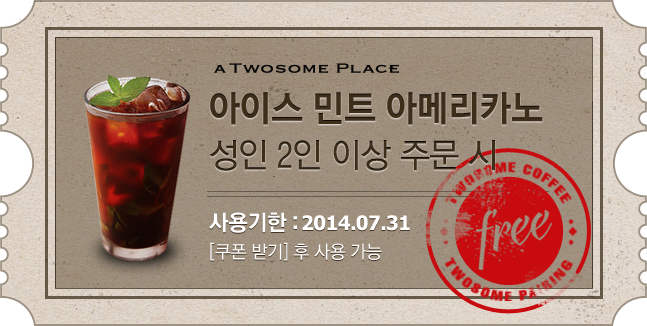 A TWOSOME PLACE
아이스 민트 아메리카노
성인 2인 이상 주문 시
사용기한 : 2014.07.31
[쿠폰 받기] 후 사용 가능
TWOSOME COFFEE
free
TWOSOME PAIRING